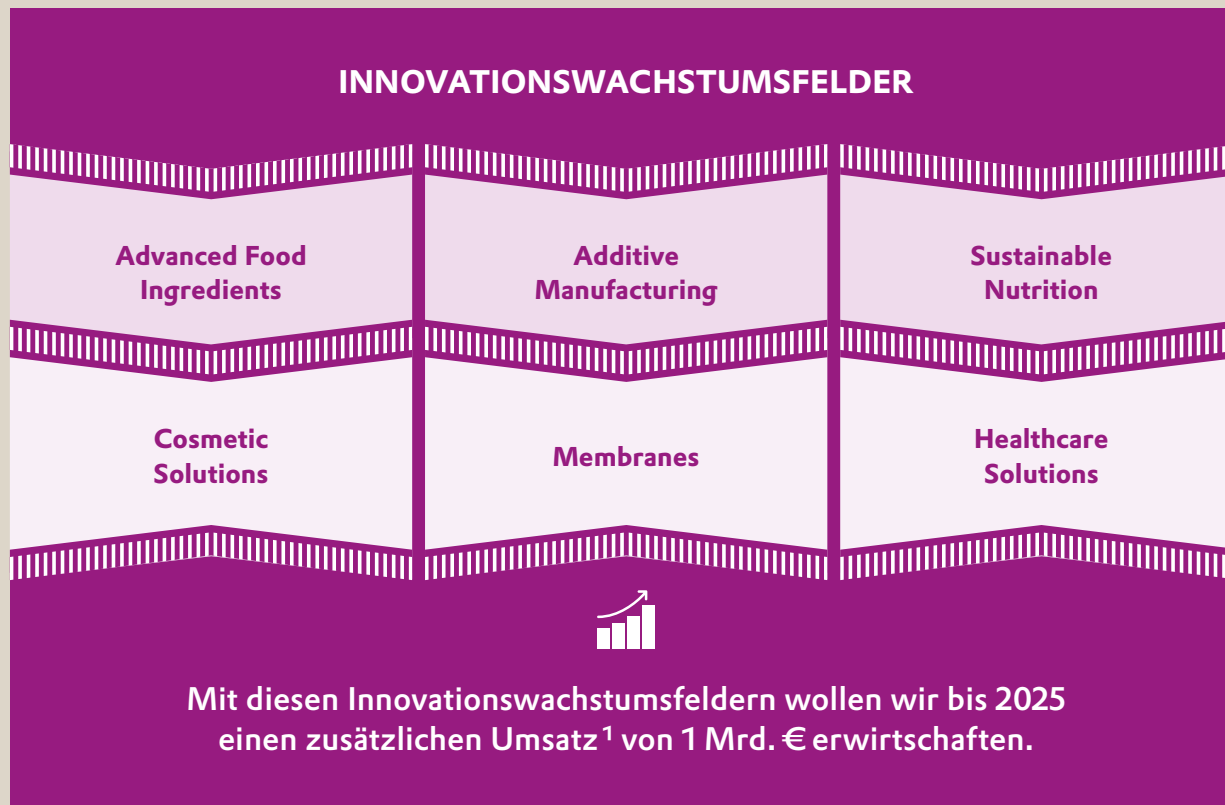 INNOVATIONSWACHSTUMSFELDER
Advanced Food
Ingredients
Additive
Manufacturing
Sustainable
Nutrition
Cosmetic
Solutions
Membranes
Healthcare
Solutions
Mit diesen Innovationswachstumsfeldern wollen wir bis 2025
einen zusätzlichen Umsatz¹ von 1 Mrd. € erwirtschaften.